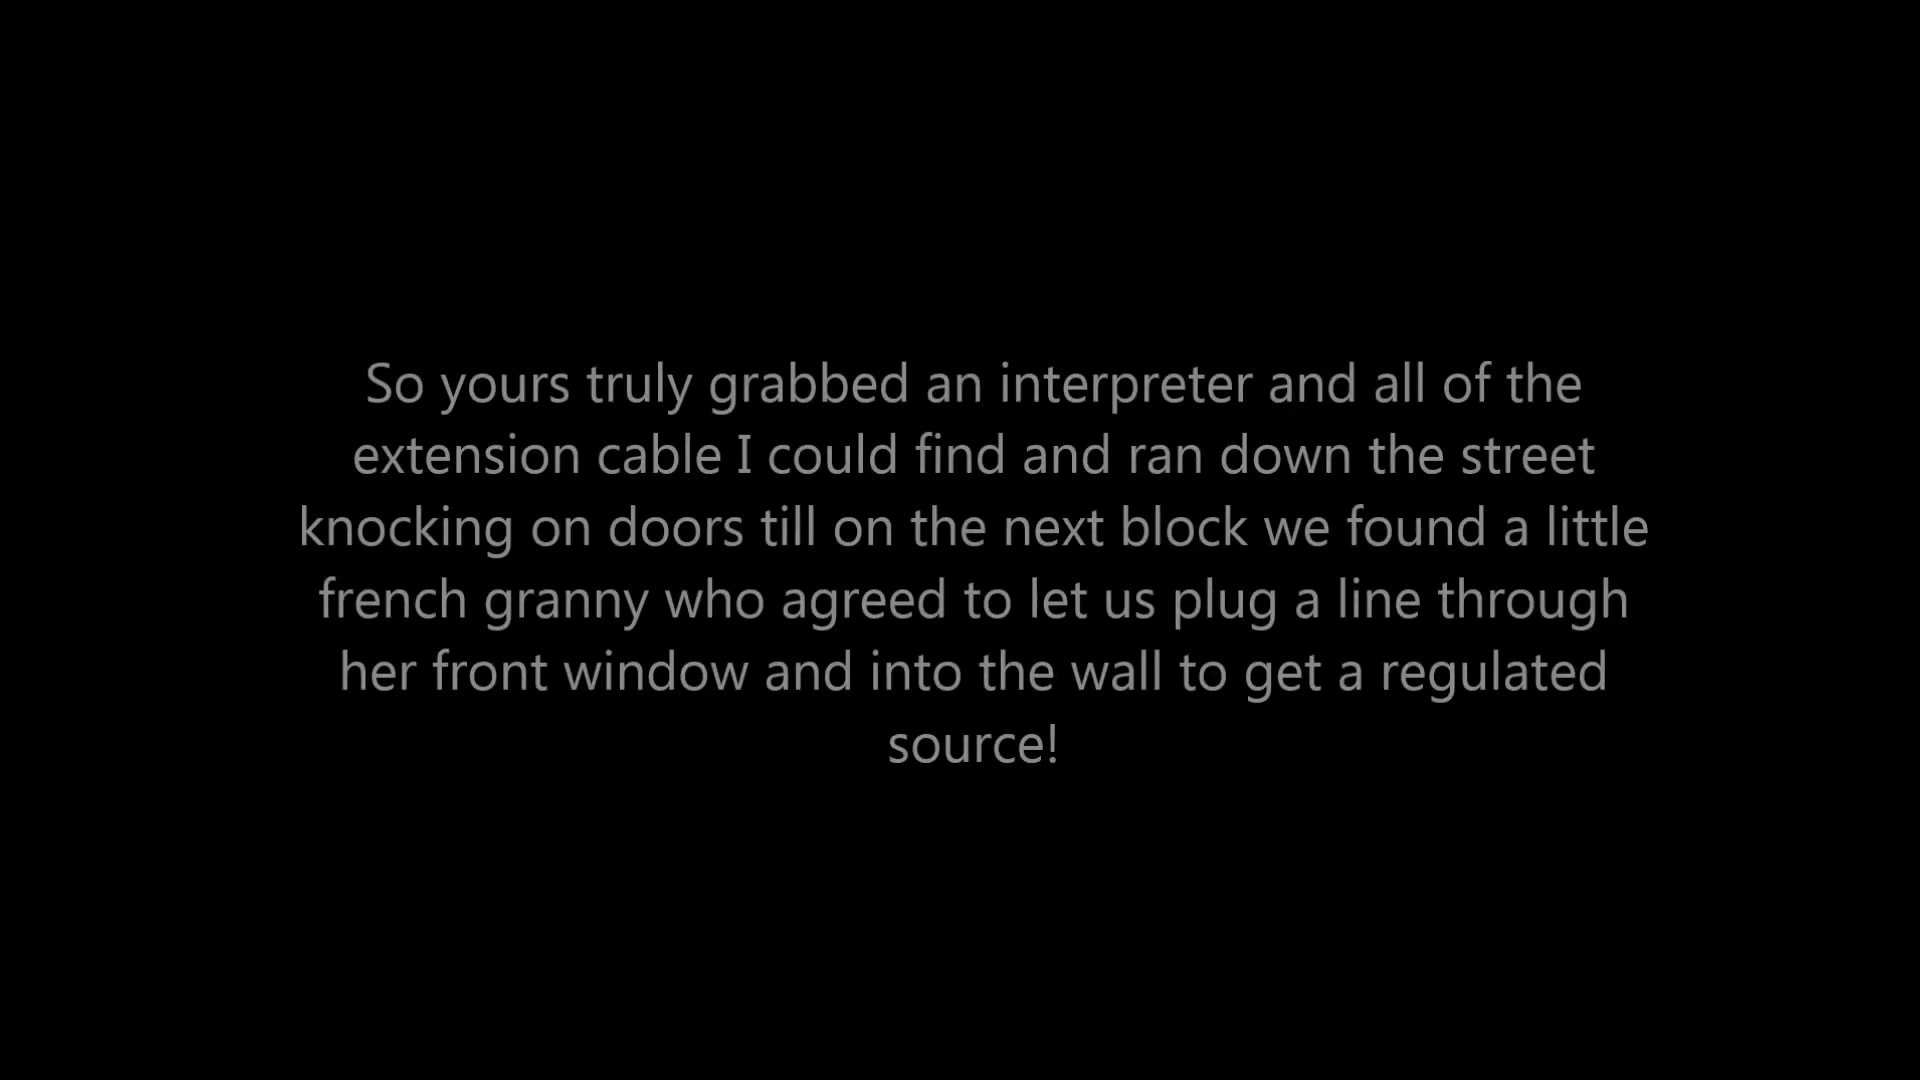 So yours truly grabbed an interpreter and all of the
extension cable I could find and ran down the street
knocking on doors till on the next block we found a little
french granny who agreed to let us plug a line through
her front window and into the wall to get a regulated
source!